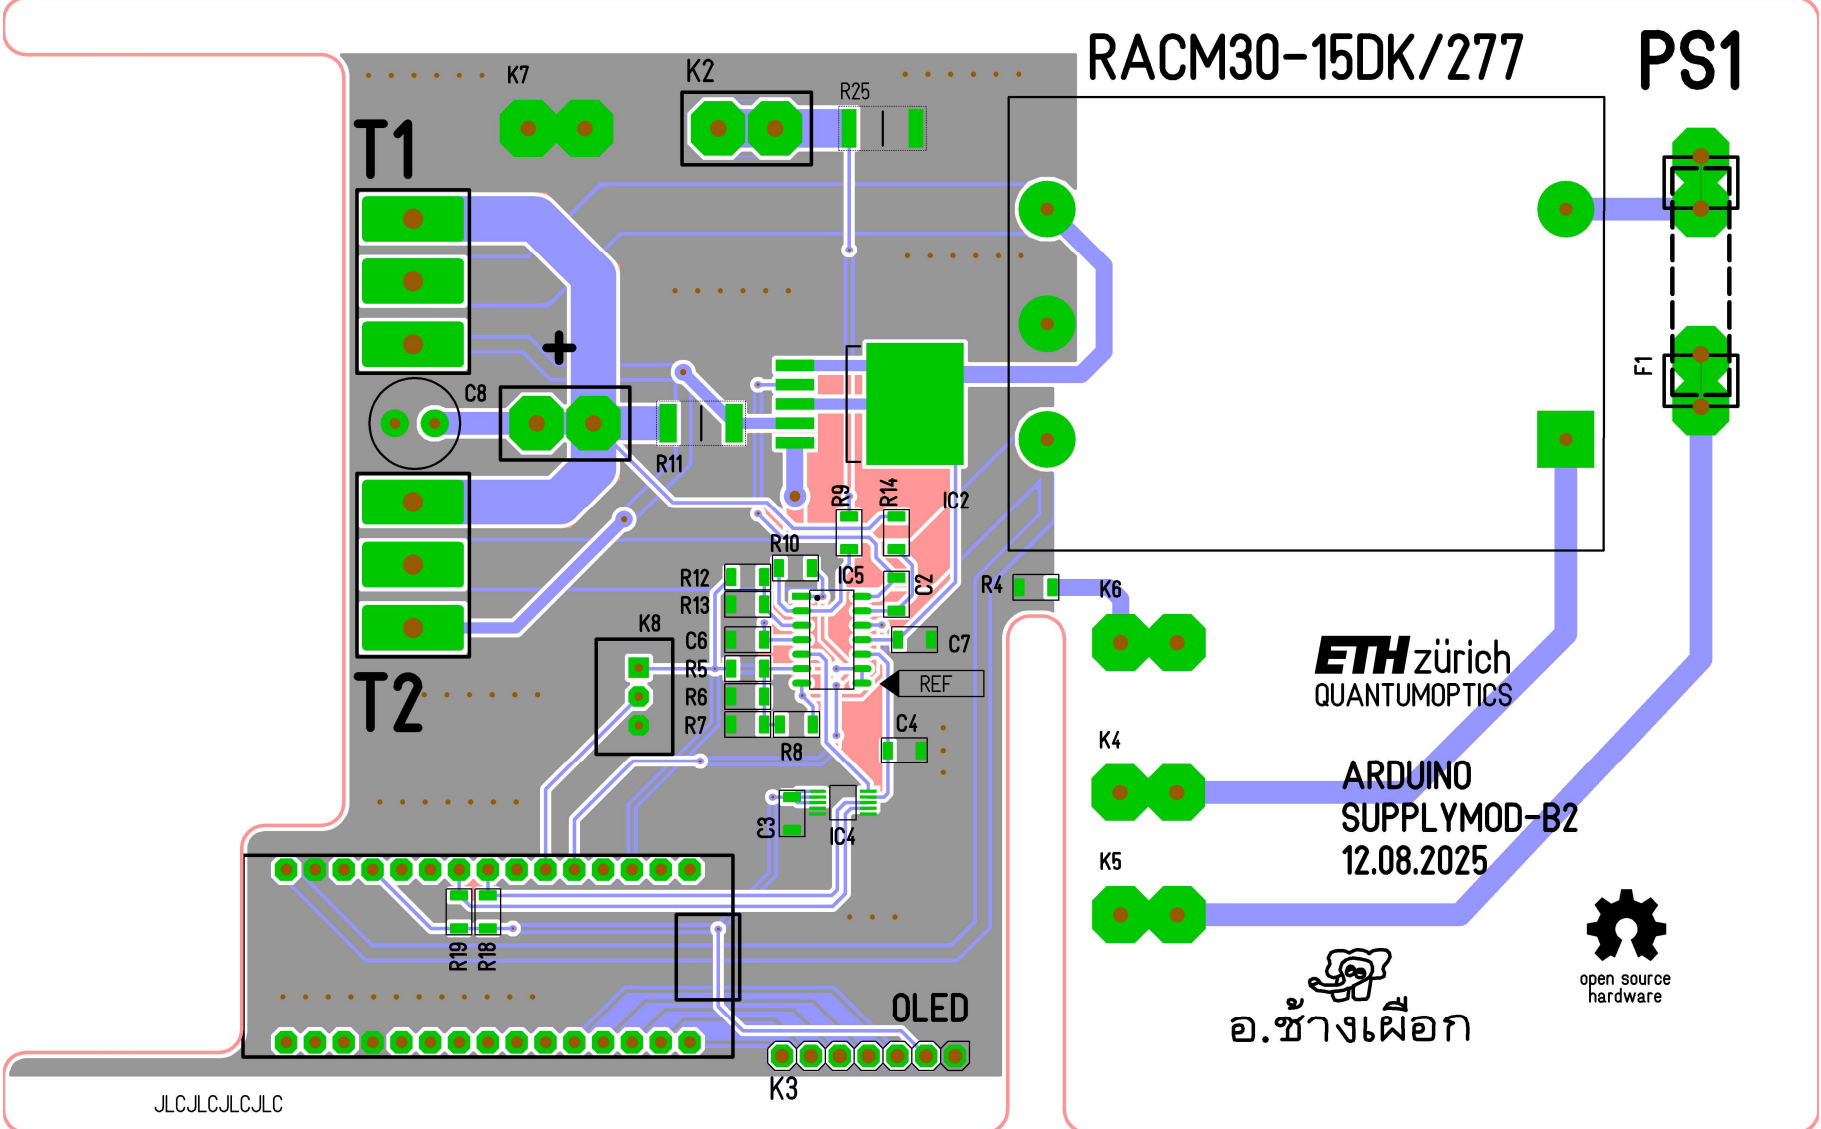 RACM30-15DK/277
PS1
K7
K2
R25
T1
+
C8
F1
R11
R9
R14
IC2
R10
IC5
R12
C2
R4
K6
R13
K8
C6
C7
R5
REF
R6
T2
R7
R8
C4
ETH zürich
QUANTUMOPTICS
K4
ARDUINO
SUPPLYMOD-B2
12.08.2025
C3
IC4
K5
R19
R18
open source
hardware
OLED
อ.ช้างเผือก
K3
JLCJLCJLCJLC